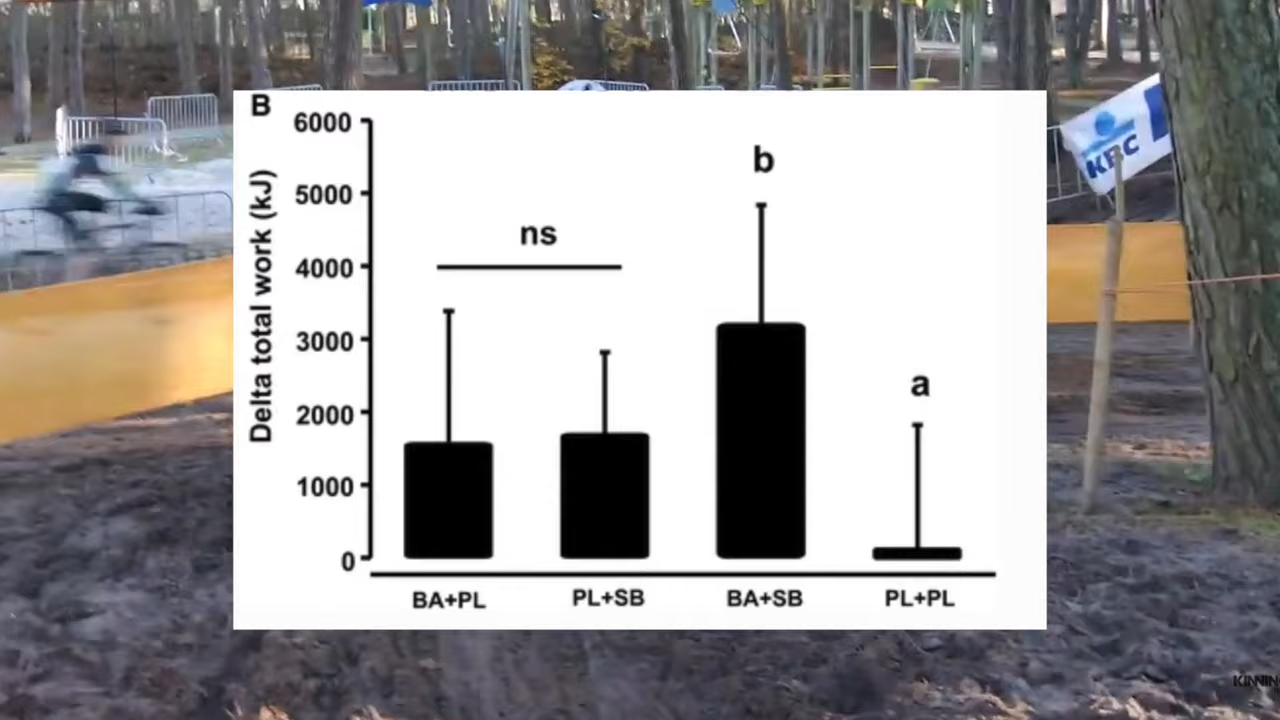 B
Delta total work (kJ)
6000
5000
4000
3000
2000
1000
0
ns
b
a
BA+PL
PL+SB
BA+SB
PL+PL
KBC